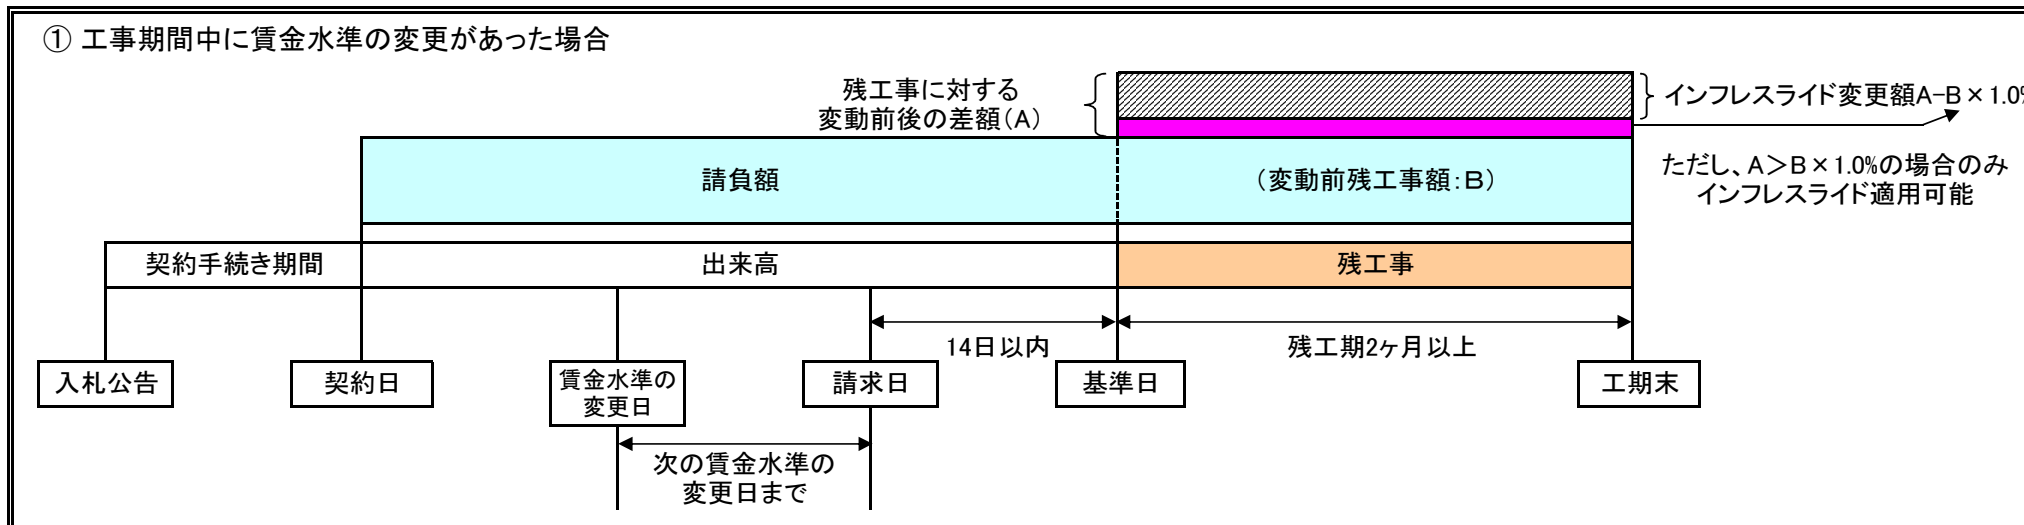 ① 工事期間中に賃金水準の変更があった場合
残工事に対する
変動前後の差額(A)
インフレスライド変更額A-B×1.0%
請負額
(変動前残工事額:B)
ただし、A>B×1.0%の場合のみ
インフレスライド適用可能
契約手続き期間
出来高
残工事
14日以内
残工期2ヶ月以上
入札公告
契約日
賃金水準の
変更日
請求日
基準日
工期末
次の賃金水準の
変更日まで